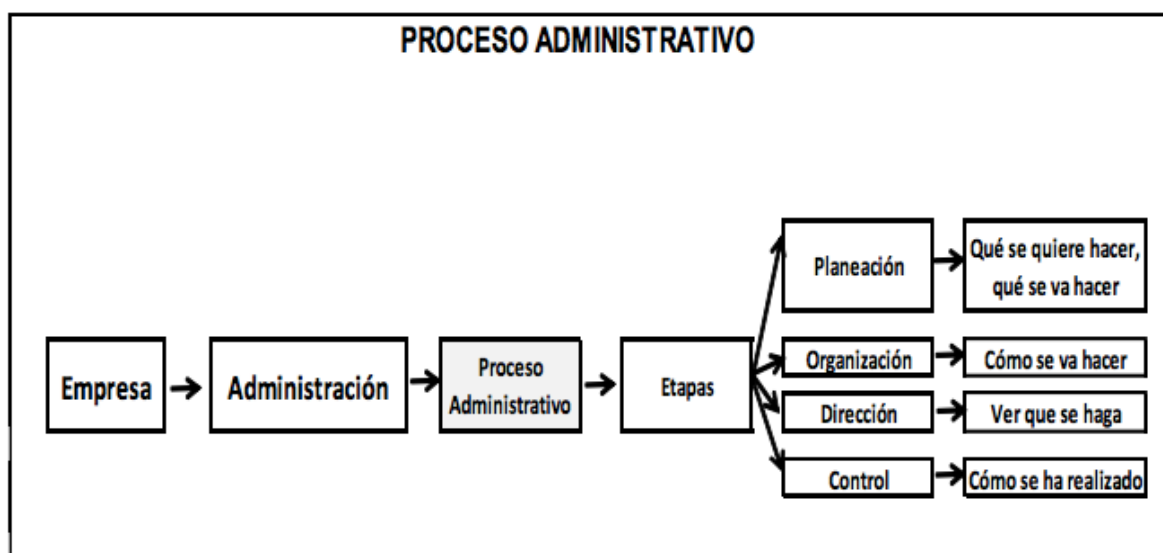 PROCESO ADMINISTRATIVO
Empresa
Administración
Proceso
Administrativo
Etapas
Planeación
Qué se quiere hacer,
qué se va hacer
Organización
Cómo se va hacer
Dirección
Ver que se haga
Control
Cómo se ha realizado